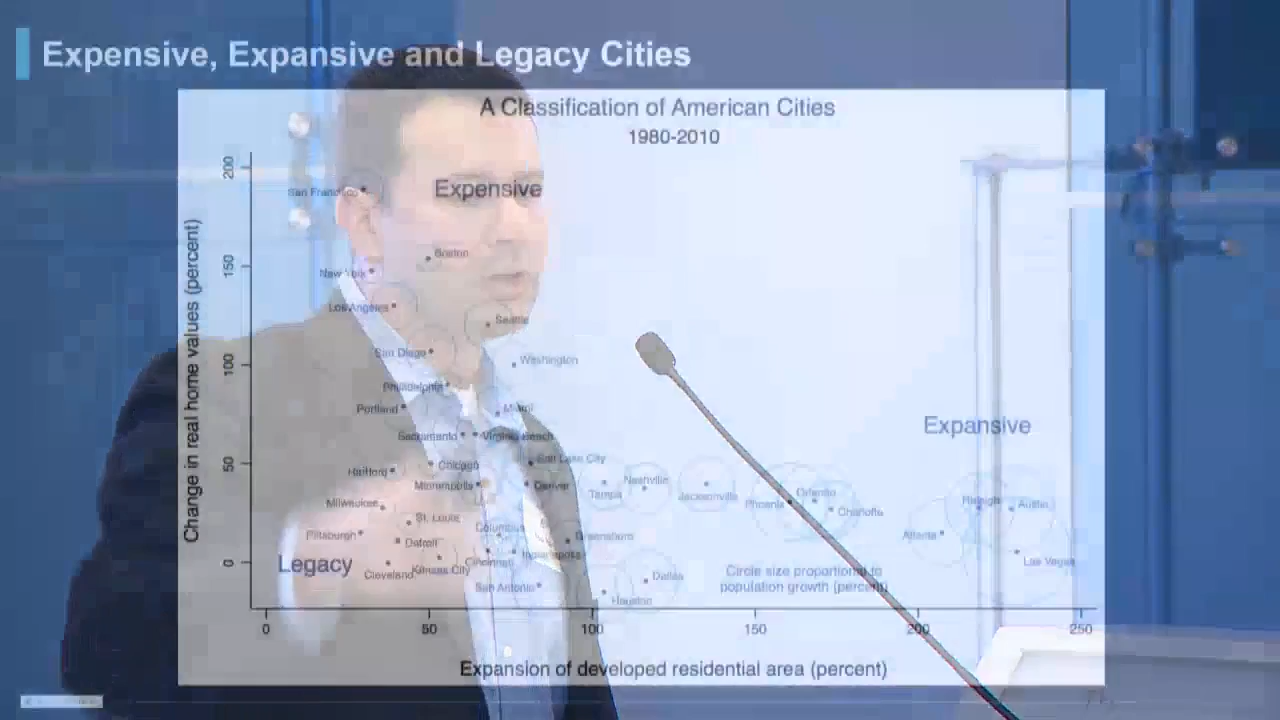 Expensive, Expansive and Legacy Cities
A Classification of American Cities
1980-2010
Change in real home values (percent)
200
150
100
50
0
San Francisco
Expensive
Boston
New York
Los Angeles
Seattle
San Diego
Washington
Philadelphia
Portland
Miami
Expansive
Sacramento
Virginia Beach
Salt Lake City
Hartford
Chicago
Minneapolis
Denver
Tampa
Nashville
Jacksonville
Phoenix
Orlando
Charlotte
Raleigh
Austin
Milwaukee
St. Louis
Pittsburgh
Detroit
Columbus
Greensboro
Atlanta
Legacy
Cleveland
Kansas City
Cincinnati
Indianapolis
Las Vegas
San Antonio
Dallas
Houston
Circle size proportional to
population growth (percent)
0
50
100
150
200
250
Expansion of developed residential area (percent)